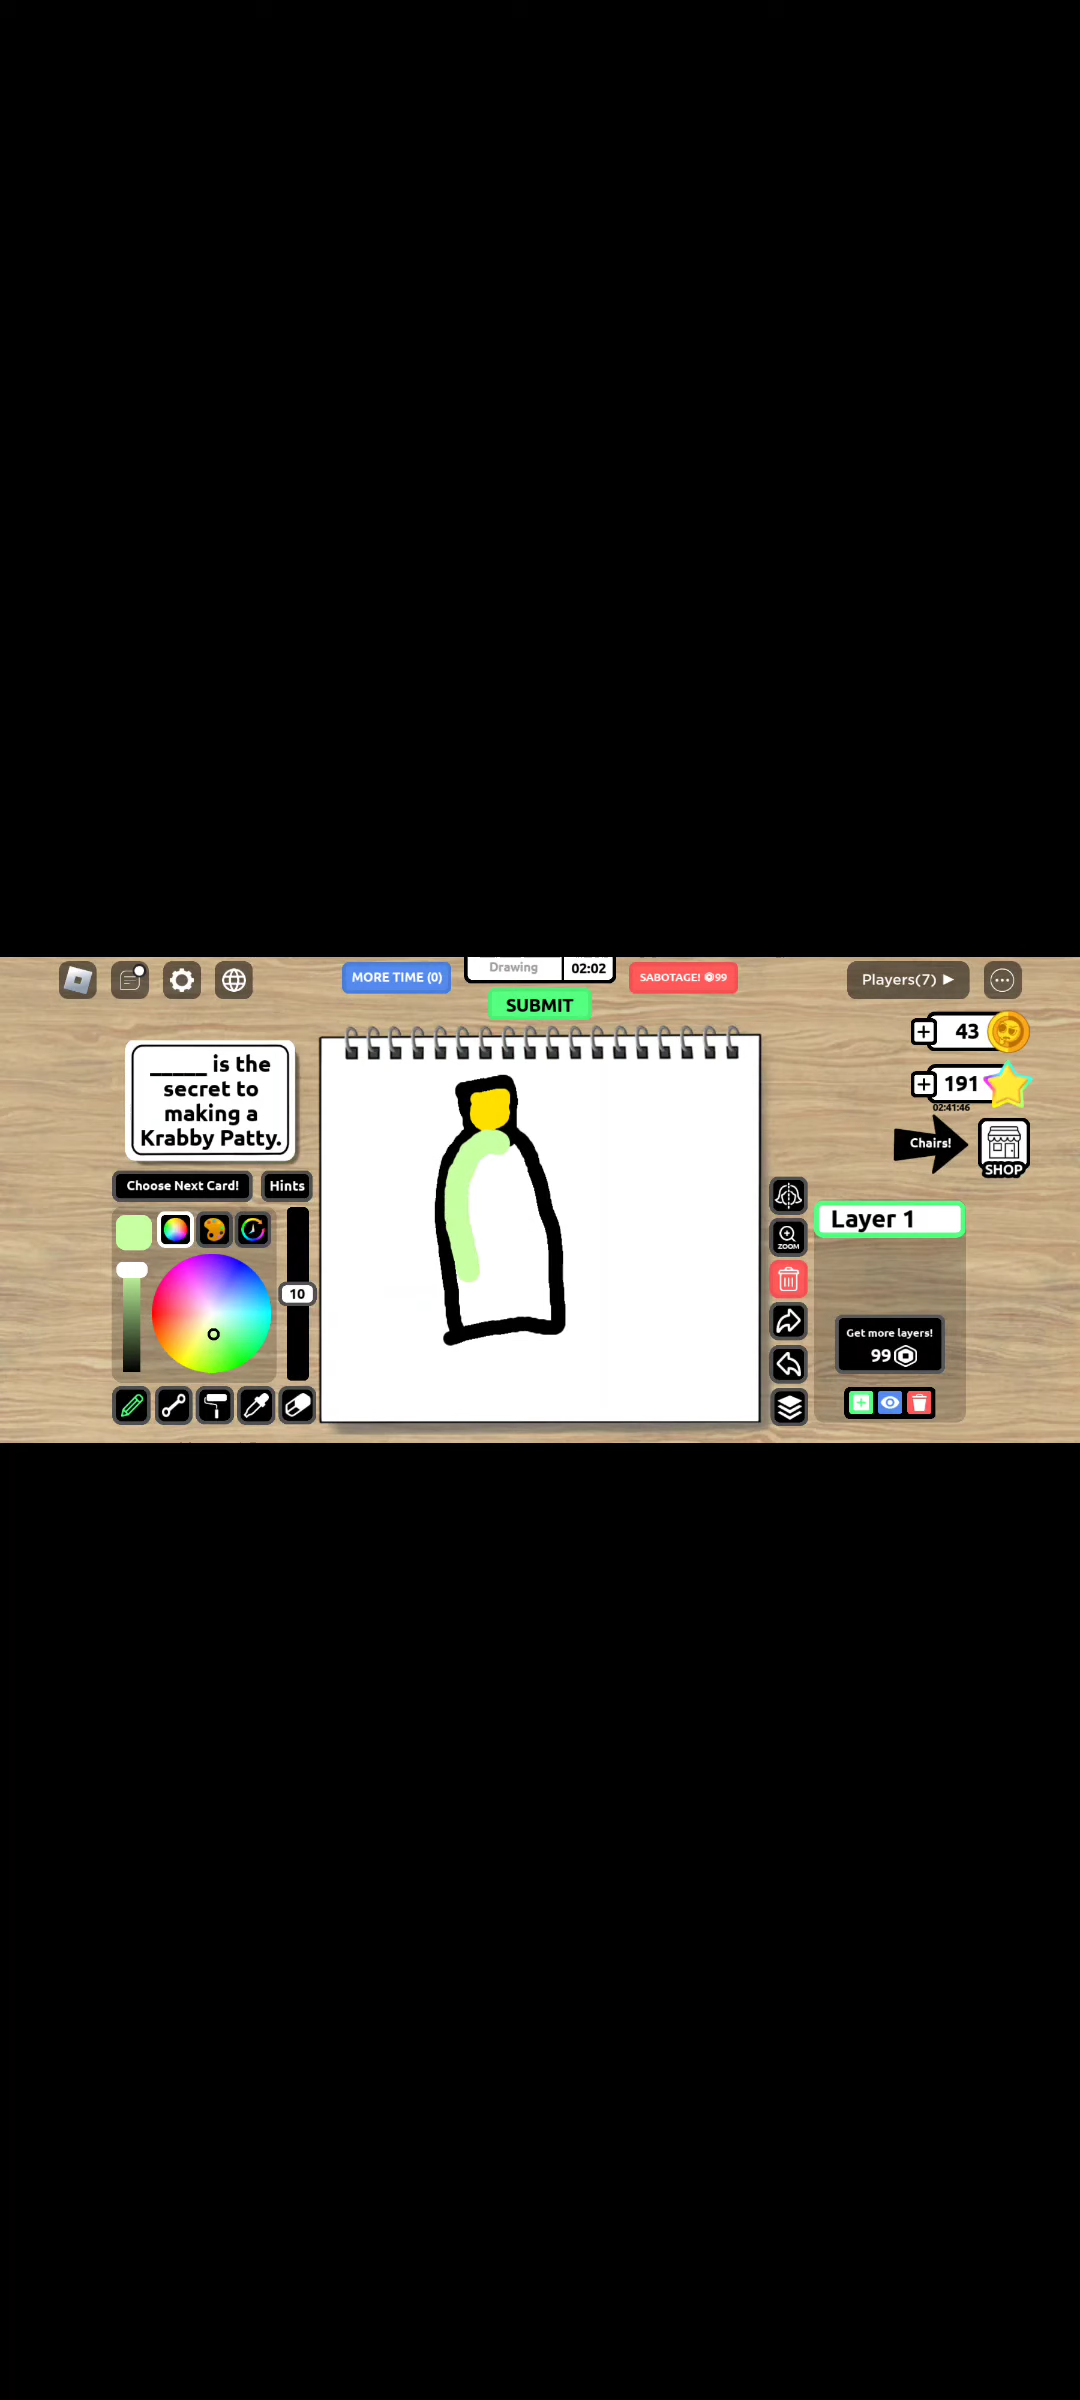 Drawing
02:02
MORE TIME (0)
SABOTAGE! 99
SUBMIT
Players(7)
43
191
02:41:46
Chairs!
SHOP
_____ is the
secret to
making a
Krabby Patty.
Choose Next Card!
Hints
10
ZOOM
Layer 1
Get more layers!
99